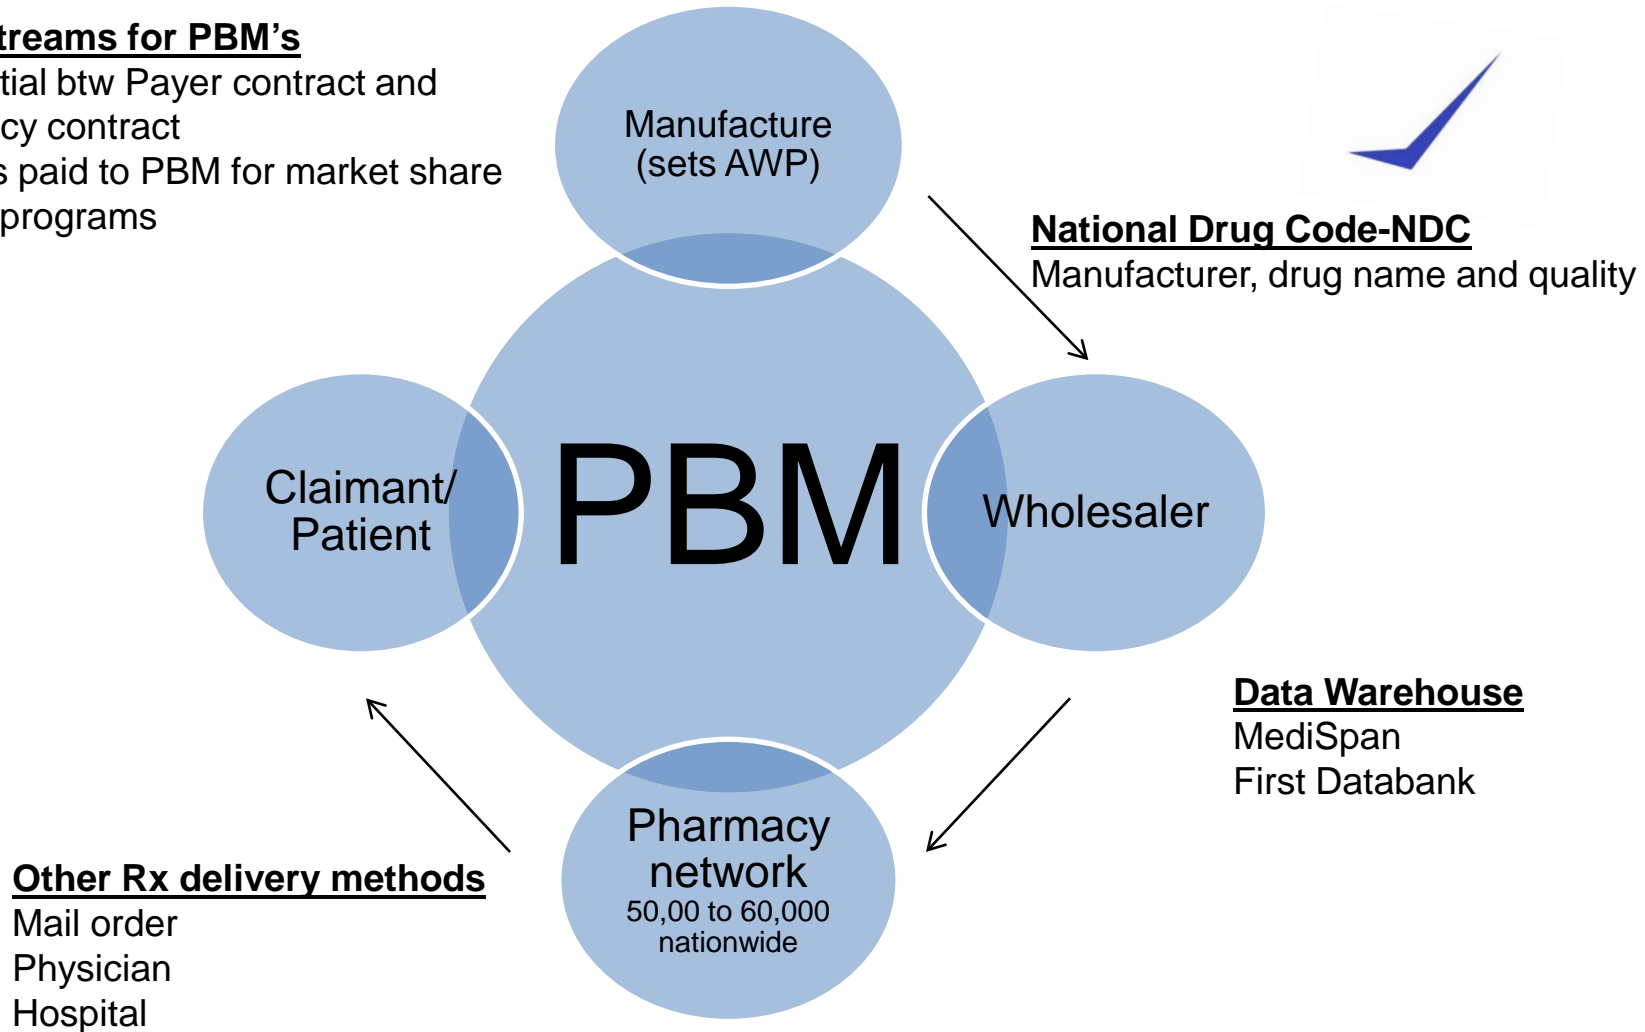 treams for PBM's
tial btw Payer contract and
cy contract
s paid to PBM for market share
programs
Manufacture
(sets AWP)
National Drug Code-NDC
Manufacturer, drug name and quality
Claimant/
Patient
PBM
Wholesaler
Data Warehouse
MediSpan
First Databank
Pharmacy
network
50,00 to 60,000
nationwide
Other Rx delivery methods
Mail order
Physician
Hospital